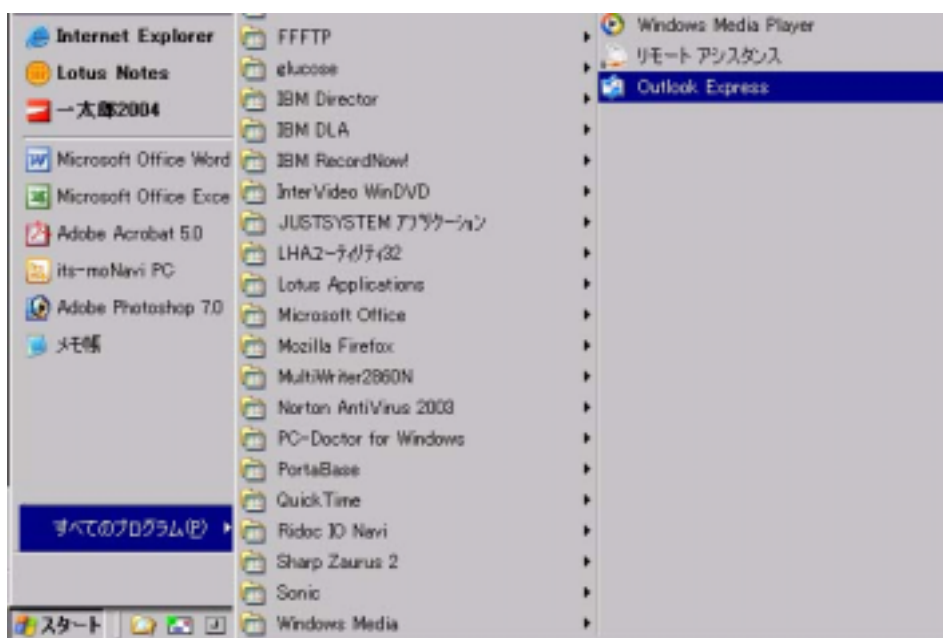 Internet Explorer
Lotus Notes
一太郎2004
Microsoft Office Word
Microsoft Office Exce
Adobe Acrobat 5.0
its-moNavi PC
Adobe Photoshop 7.0
メモ帳
すべてのプログラム(P)
スタート
FFFTP
glucose
IBM Director
IBM DLA
IBM RecordNow!
InterVideo WinDVD
JUSTSYSTEM アプリケーション
LHAユーティリティ32
Lotus Applications
Microsoft Office
Mozilla Firefox
MultiWriter2860N
Norton AntiVirus 2003
PC-Doctor for Windows
PortaBase
QuickTime
Ridoc IO Navi
Sharp Zaurus 2
Sonic
Windows Media
Windows Media Player
リモート アシスタンス
Outlook Express